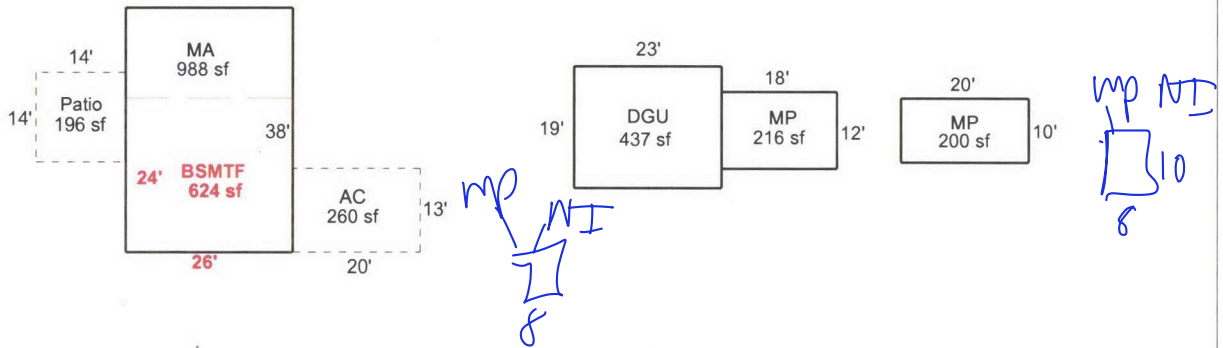 MA
988 sf
14'
Patio
196 sf
14'
38'
24'
BSMTF
624 sf
26'
AC
260 sf
13'
20'
MP
NI
8
23'
19'
DGU
437 sf
18'
MP
216 sf
12'
20'
MP
200 sf
10'
MP NI
10
8